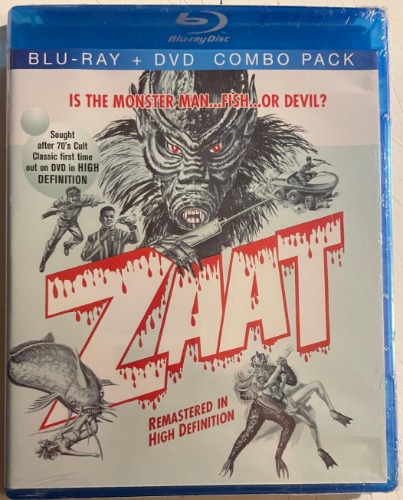 Blu-ray Disc
BLU-RAY + DVD COMBO PACK
IS THE MONSTER MAN...FISH...OR DEVIL?
Sought
after 70's Cult
Classic first time
out on DVD in HIGH
DEFINITION
ZAAT
REMASTERED IN
HIGH DEFINITION